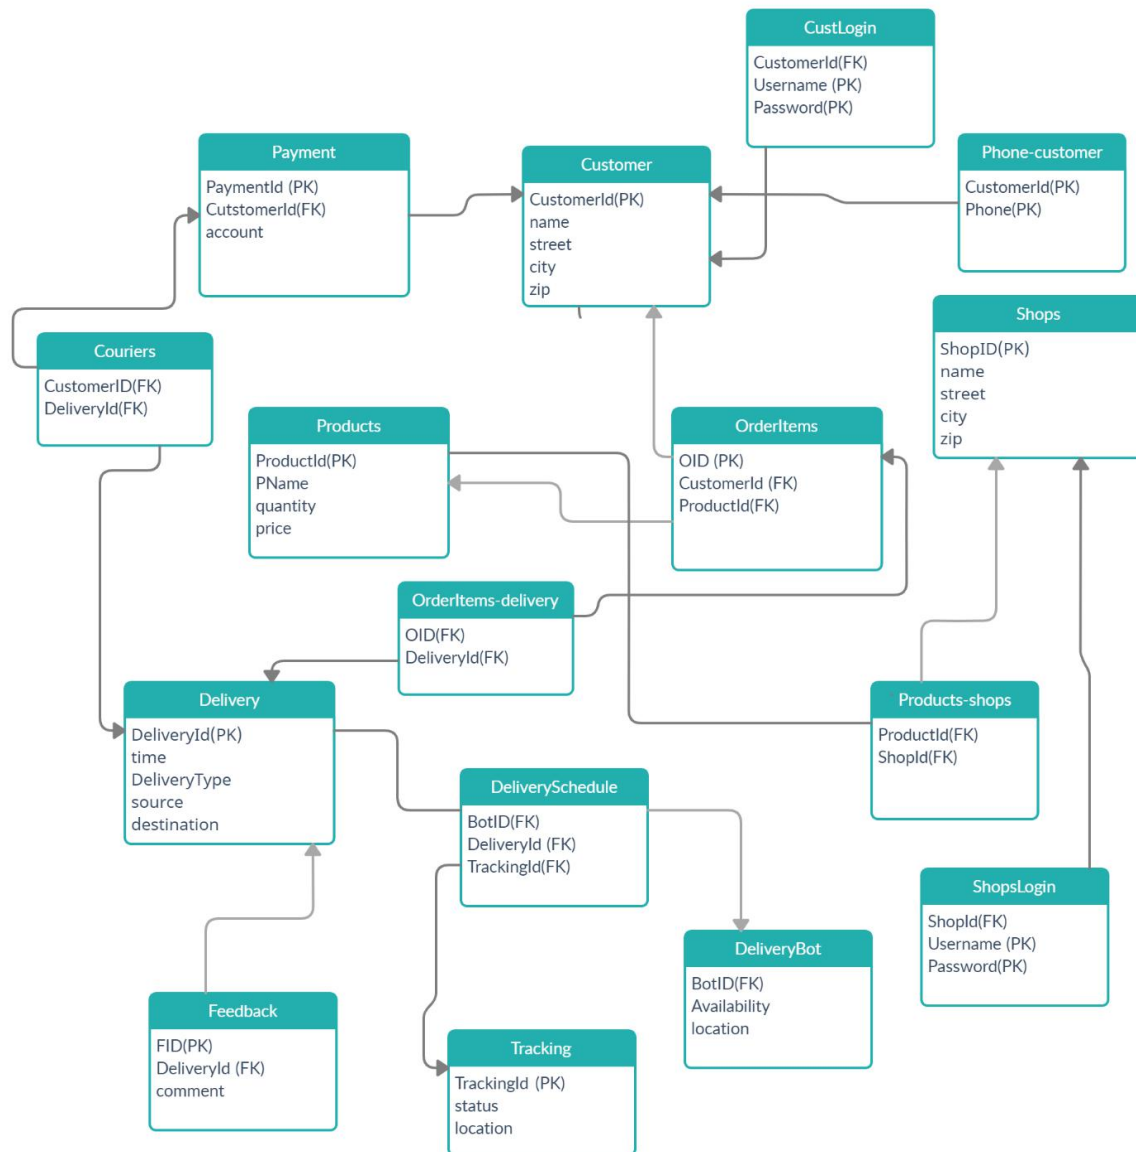 CustLogin
CustomerId(FK)
Username (PK)
Password(PK)
Payment
PaymentId (PK)
CutstomerId(FK)
account
Customer
CustomerId(PK)
name
street
city
zip
Phone-customer
CustomerId(PK)
Phone(PK)
Shops
ShopID(PK)
name
street
city
zip
Couriers
CustomerID(FK)
DeliveryId(FK)
Products
ProductId(PK)
PName
quantity
price
OrderItems
OID (PK)
CustomerId (FK)
ProductId(FK)
OrderItems-delivery
OID(FK)
DeliveryId(FK)
Delivery
DeliveryId(PK)
time
DeliveryType
source
destination
Products-shops
ProductId(FK)
ShopId(FK)
DeliverySchedule
BotID(FK)
DeliveryId (FK)
TrackingId(FK)
ShopsLogin
ShopId(FK)
Username (PK)
Password(PK)
DeliveryBot
BotID(FK)
Availability
location
Feedback
FID(PK)
DeliveryId (FK)
comment
Tracking
TrackingId (PK)
status
location